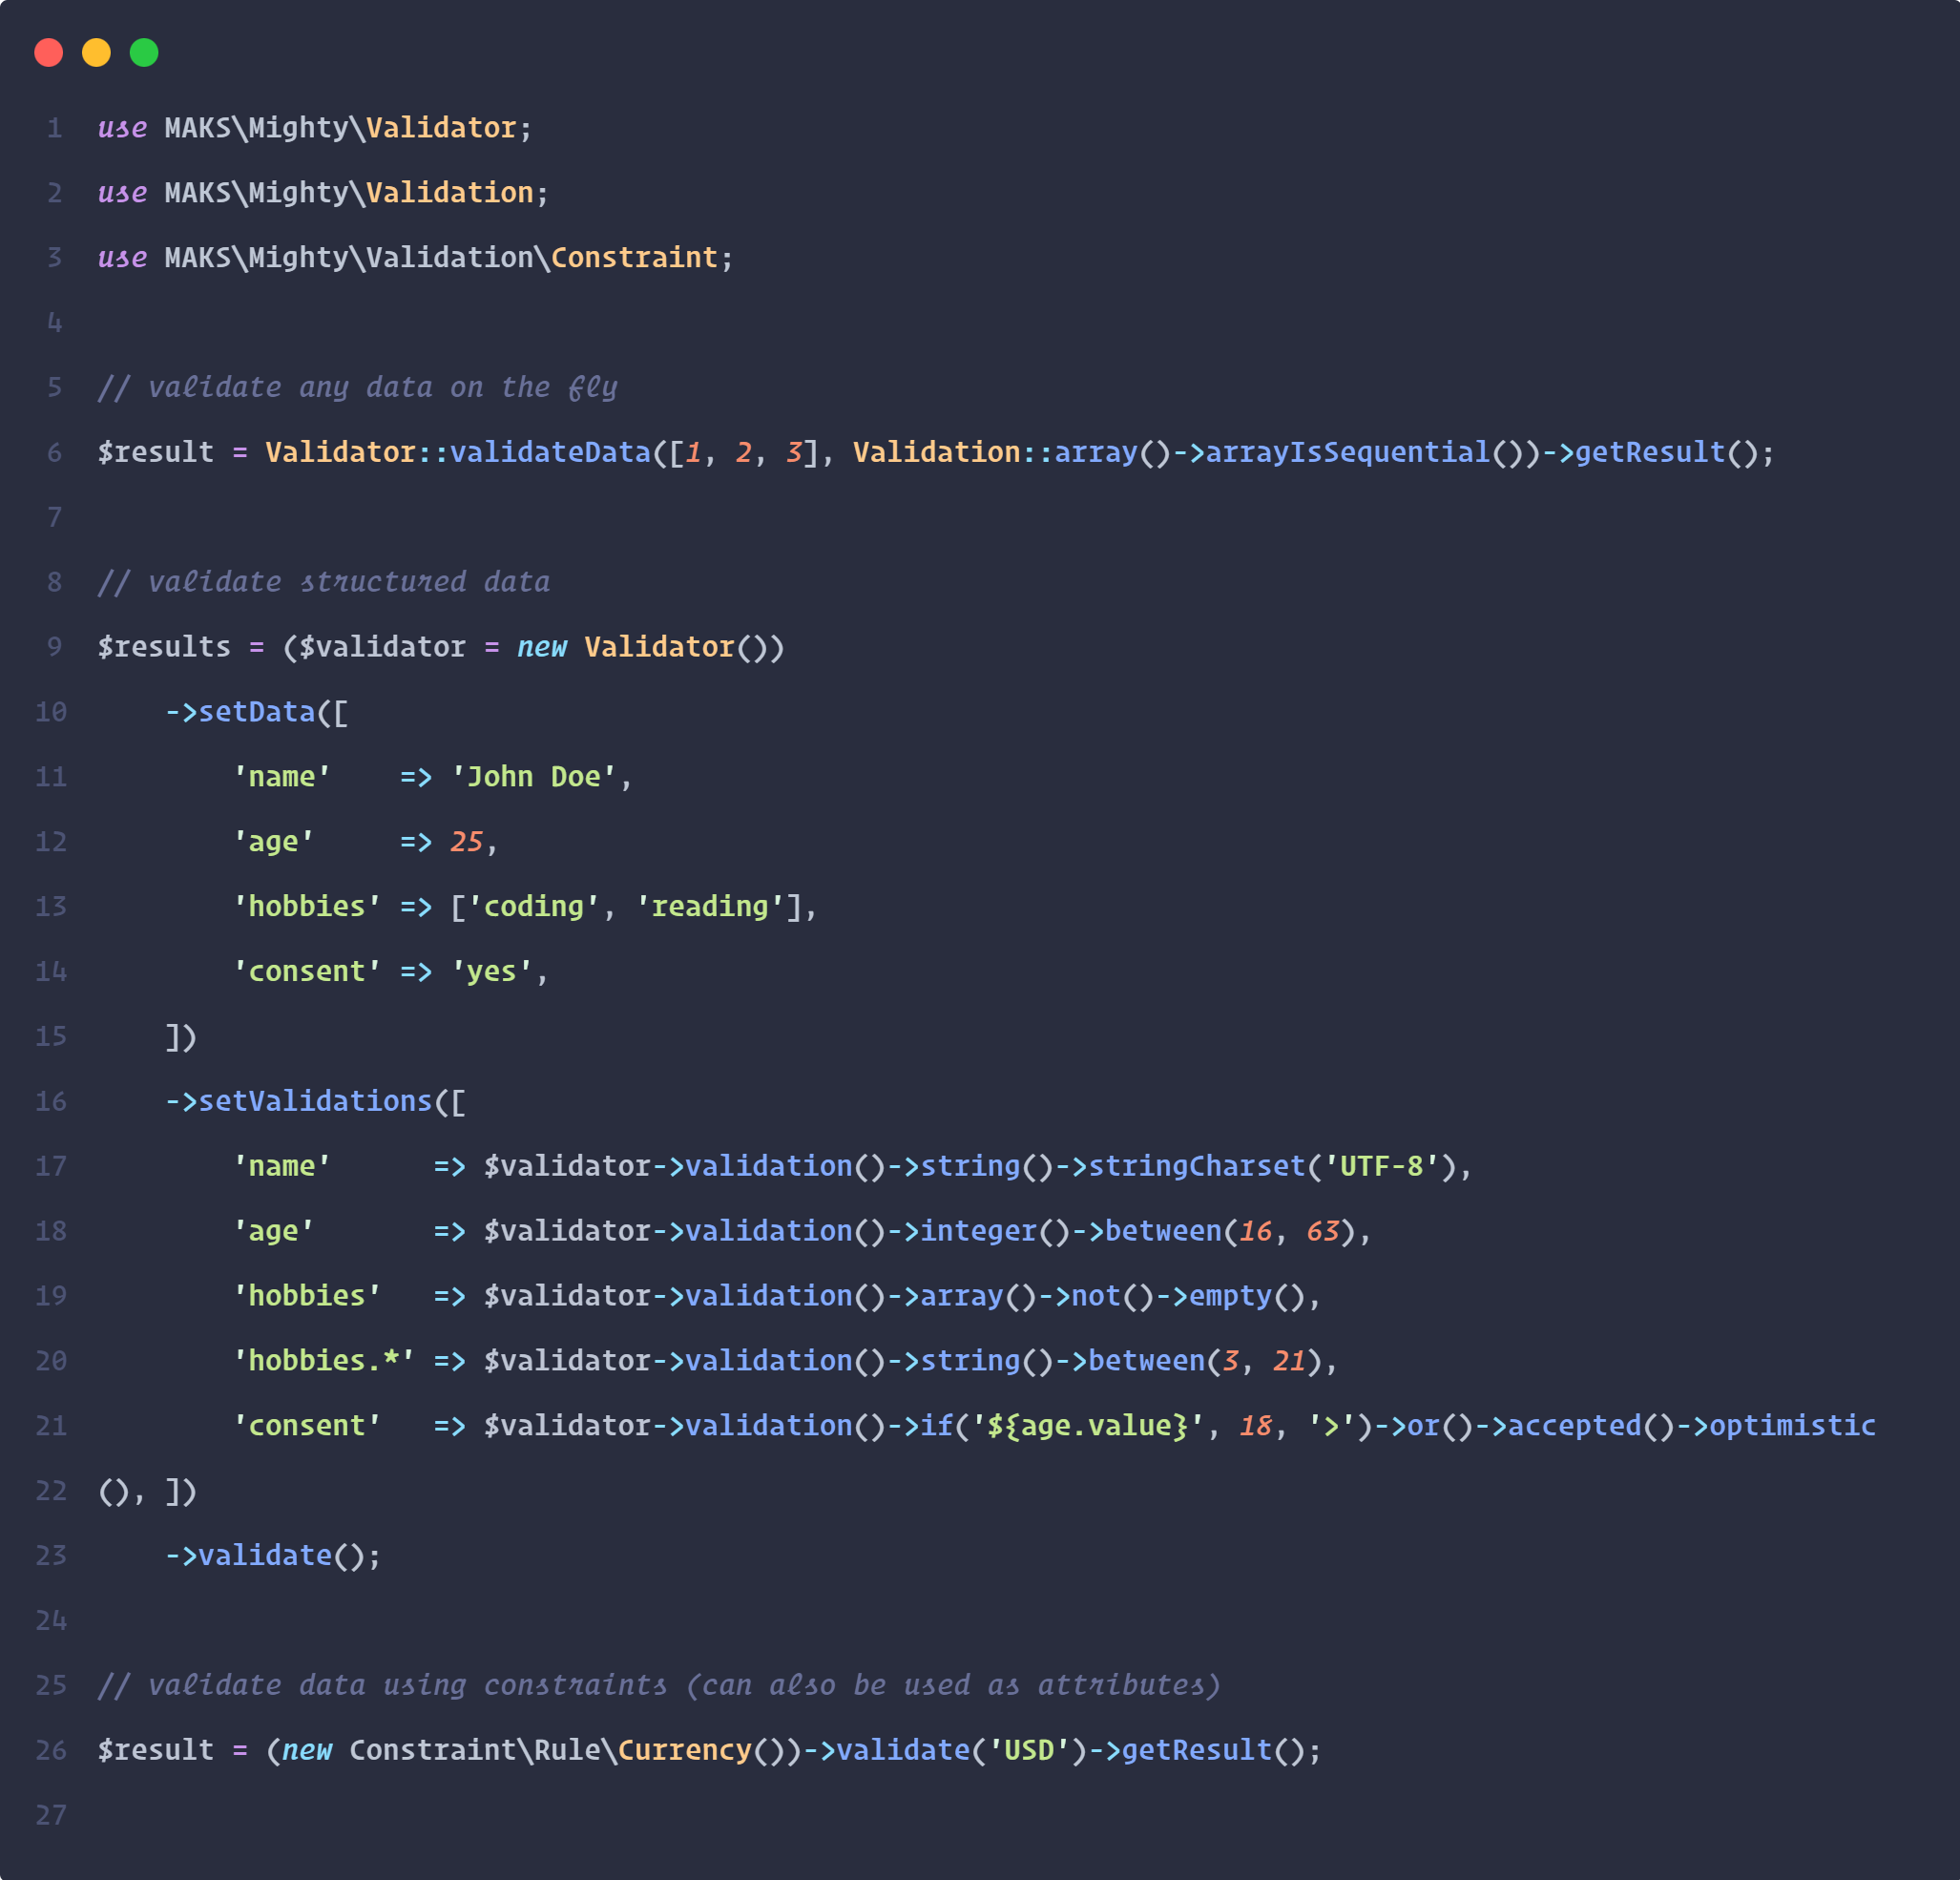 1 use MAKS\Mighty\Validator;
2 use MAKS\Mighty\Validation;
3 use MAKS\Mighty\Validation\Constraint;
4
5 // validate any data on the fly
6 $result = Validator::validateData([1, 2, 3], Validation::array()->arrayIsSequential())->getResult();
7
8 // validate structured data
9 $results = ($validator = new Validator())
10     ->setData([
11         'name'    => 'John Doe',
12         'age'     => 25,
13         'hobbies' => ['coding', 'reading'],
14         'consent' => 'yes',
15     ])
16     ->setValidations([
17         'name'      => $validator->validation()->string()->stringCharset('UTF-8'),
18         'age'       => $validator->validation()->integer()->between(16, 63),
19         'hobbies'   => $validator->validation()->array()->not()->empty(),
20         'hobbies.*' => $validator->validation()->string()->between(3, 21),
21         'consent'   => $validator->validation()->if('${age.value}', 18, '>')->or()->accepted()->optimistic
22 (), ])
23     ->validate();
24
25 // validate data using constraints (can also be used as attributes)
26 $result = (new Constraint\Rule\Currency())->validate('USD')->getResult();
27